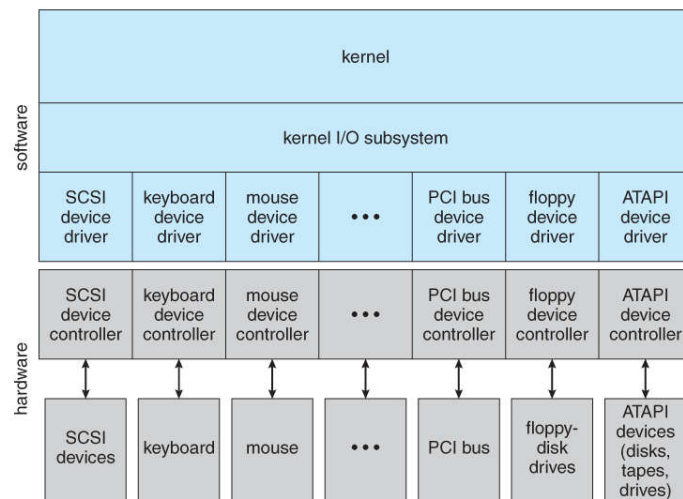 kernel
software
kernel I/O subsystem
SCSI
device
driver
keyboard
device
driver
mouse
device
driver
•••
PCI bus
device
driver
floppy
device
driver
ATAPI
device
driver
hardware
SCSI
device
controller
keyboard
device
controller
mouse
device
controller
•••
PCI bus
device
controller
floppy
device
controller
ATAPI
device
controller
SCSI
devices
keyboard
mouse
•••
PCI bus
floppy-
disk
drives
ATAPI
devices
(disks,
tapes,
drives)